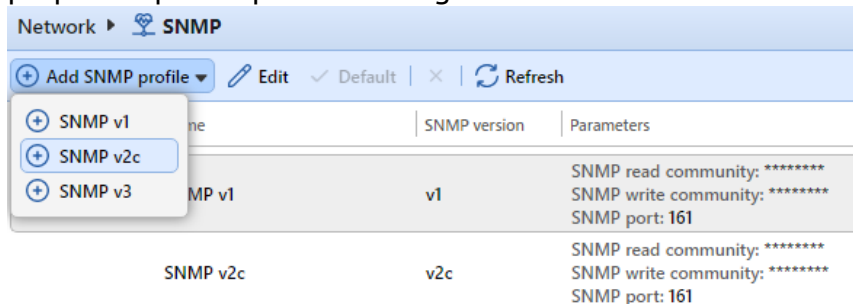 Network ▸ SNMP
Add SNMP profile ▾ Edit ✓ Default | × | Refresh
SNMP v1
SNMP v2c
SNMP v3
me SNMP version Parameters
MP v1 v1 SNMP read community: ********
SNMP write community: ********
SNMP port: 161
SNMP v2c v2c SNMP read community: ********
SNMP write community: ********
SNMP port: 161